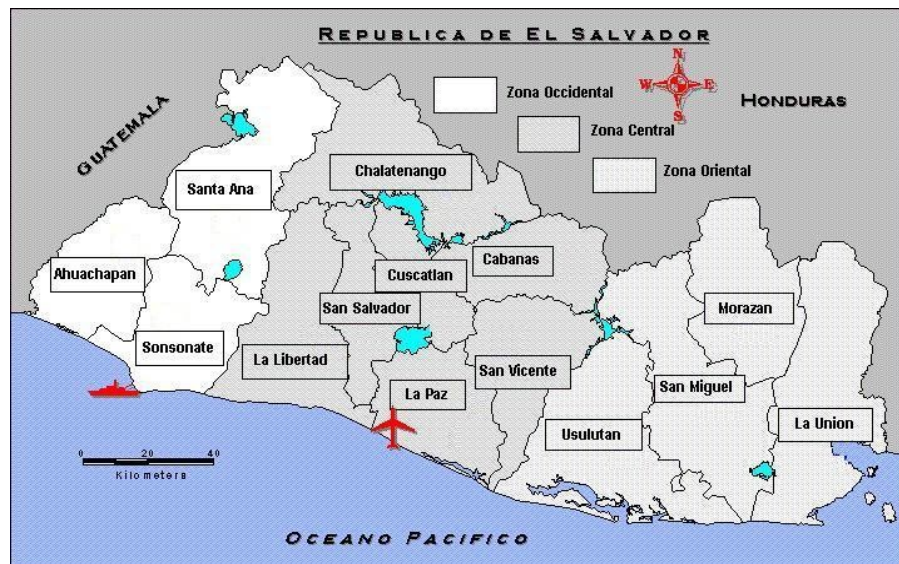 REPUBLICA DE EL SALVADOR
N
W E
S
Zona Occidental
HONDURAS
GUATEMALA
Zona Central
Zona Oriental
Chalatenango
Santa Ana
Cabanas
Cuscatlan
Ahuachapan
San Salvador
Morazan
Sonsonate
La Libertad
San Vicente
San Miguel
La Paz
La Union
Usulutan
0 20 40
Kilometers
OCEANO PACIFICO